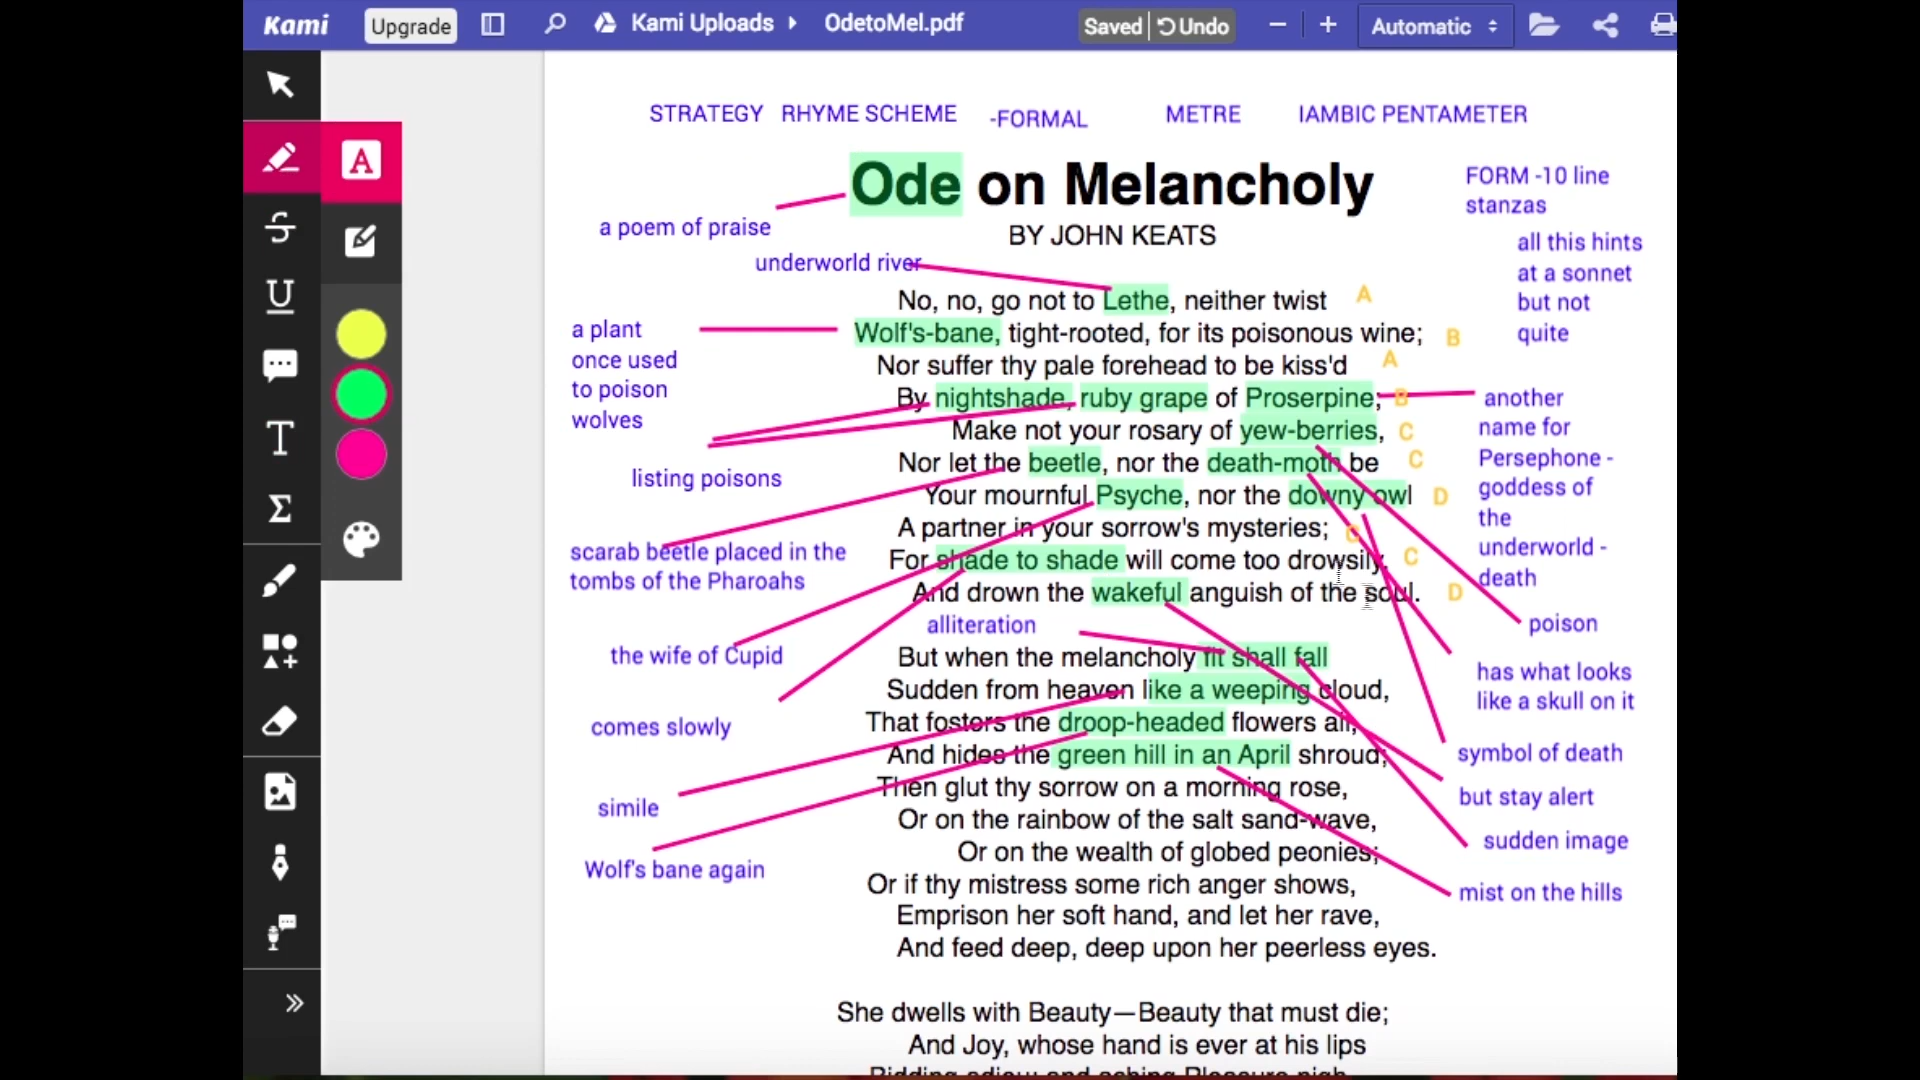 Kami Upgrade Kami Uploads OdetoMel.pdf Saved Undo Automatic
STRATEGY RHYME SCHEME -FORMAL METRE IAMBIC PENTAMETER
Ode on Melancholy
FORM -10 line
stanzas
a poem of praise
BY JOHN KEATS
all this hints
at a sonnet
but not
quite
underworld river
No, no, go not to Lethe, neither twist A
Wolf's-bane, tight-rooted, for its poisonous wine; B
a plant
once used
to poison
wolves
Nor suffer thy pale forehead to be kiss'd A
By nightshade, ruby grape of Proserpine; B
another
name for
Persephone -
goddess of
the
underworld -
death
Make not your rosary of yew-berries, C
Nor let the beetle, nor the death-moth be C
listing poisons
Your mournful Psyche, nor the downy owl D
A partner in your sorrow's mysteries; C
scarab beetle placed in the
tombs of the Pharoahs
For shade to shade will come too drowsily, C
And drown the wakeful anguish of the soul. D
alliteration
poison
the wife of Cupid
But when the melancholy fit shall fall
has what looks
like a skull on it
Sudden from heaven like a weeping cloud,
comes slowly
That fosters the droop-headed flowers all,
And hides the green hill in an April shroud;
symbol of death
Then glut thy sorrow on a morning rose,
but stay alert
simile
Or on the rainbow of the salt sand-wave,
sudden image
Or on the wealth of globed peonies;
Wolf's bane again
Or if thy mistress some rich anger shows,
mist on the hills
Emprison her soft hand, and let her rave,
And feed deep, deep upon her peerless eyes.
She dwells with Beauty—Beauty that must die;
And Joy, whose hand is ever at his lips
Bidding adieu; and aching Pleasure nigh,